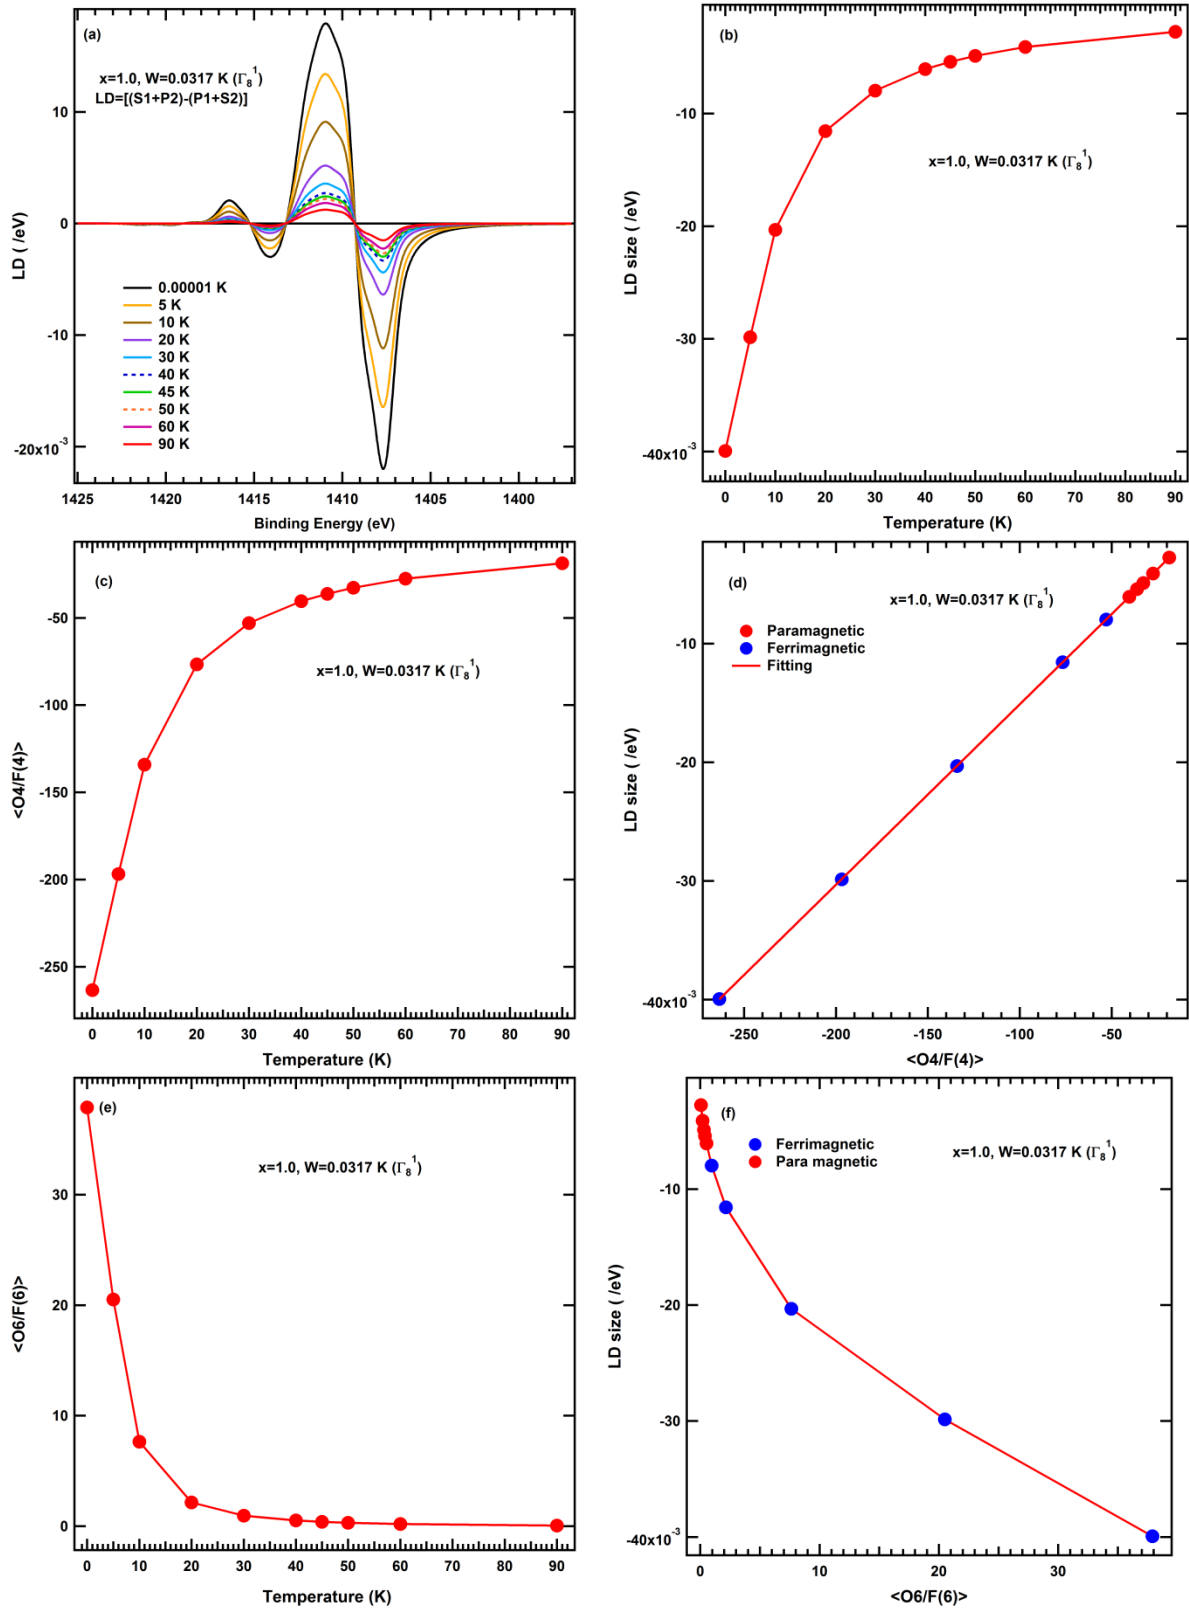 (a)
x=1.0, W=0.0317 K (Γ₈¹)
LD=[(S1+P2)-(P1+S2)]
LD ( /eV)
10
0
-10
-20x10⁻³
0.00001 K
5 K
10 K
20 K
30 K
40 K
45 K
50 K
60 K
90 K
1425 1420 1415 1410 1405 1400
Binding Energy (eV)
(b)
x=1.0, W=0.0317 K (Γ₈¹)
LD size ( /eV)
-10
-20
-30
-40x10⁻³
0 10 20 30 40 50 60 70 80 90
Temperature (K)
(c)
x=1.0, W=0.0317 K (Γ₈¹)
<O4/F(4)>
-50
-100
-150
-200
-250
0 10 20 30 40 50 60 70 80 90
Temperature (K)
(d)
x=1.0, W=0.0317 K (Γ₈¹)
Paramagnetic
Ferrimagnetic
Fitting
LD size ( /eV)
-10
-20
-30
-40x10⁻³
-250 -200 -150 -100 -50
<O4/F(4)>
(e)
x=1.0, W=0.0317 K (Γ₈¹)
<O6/F(6)>
30
20
10
0
0 10 20 30 40 50 60 70 80 90
Temperature (K)
(f)
Ferrimagnetic
Para magnetic
x=1.0, W=0.0317 K (Γ₈¹)
LD size ( /eV)
-10
-20
-30
-40x10⁻³
0 10 20 30
<O6/F(6)>